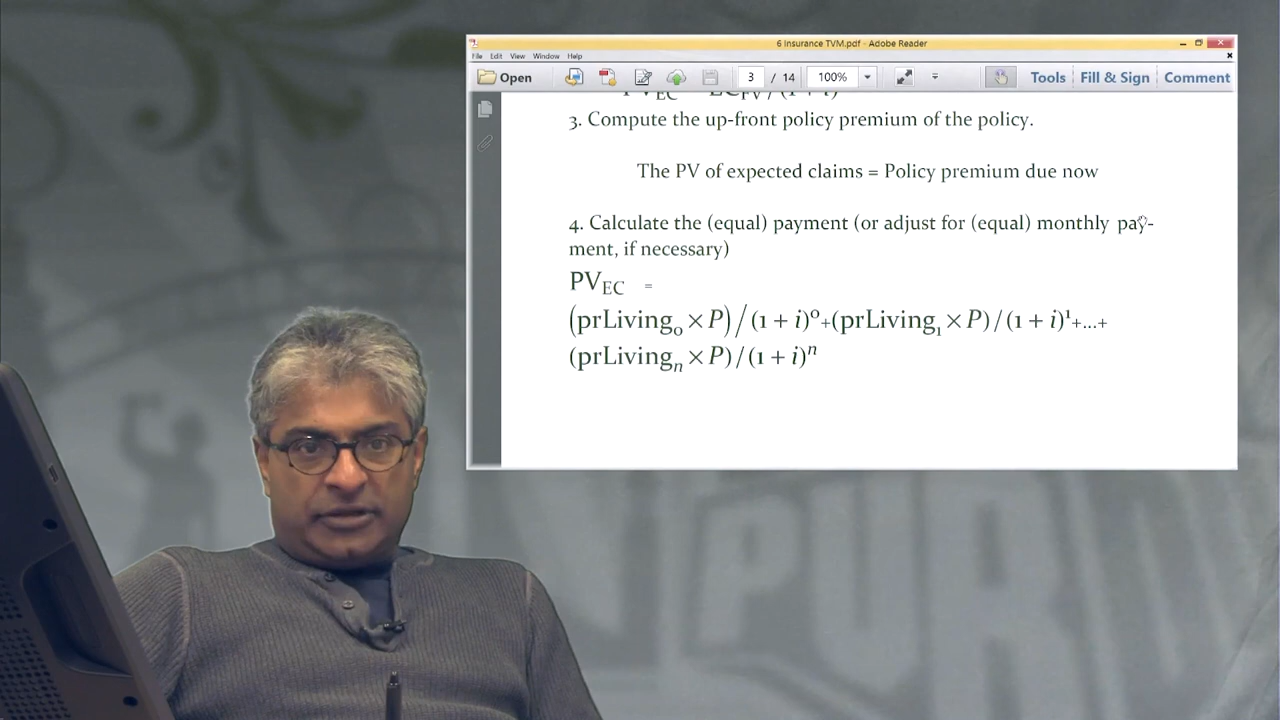 6 Insurance TVM.pdf - Adobe Reader
File Edit View Window Help
Open 3 / 14 100% Tools Fill & Sign Comment
3. Compute the up-front policy premium of the policy.
The PV of expected claims = Policy premium due now
4. Calculate the (equal) payment (or adjust for (equal) monthly pay-
ment, if necessary)
PV_EC =
(prLiving₀ × P) / (1 + i)⁰+(prLiving₁ × P) / (1 + i)¹+...+
(prLivingₙ × P) / (1 + i)ⁿ
PUR